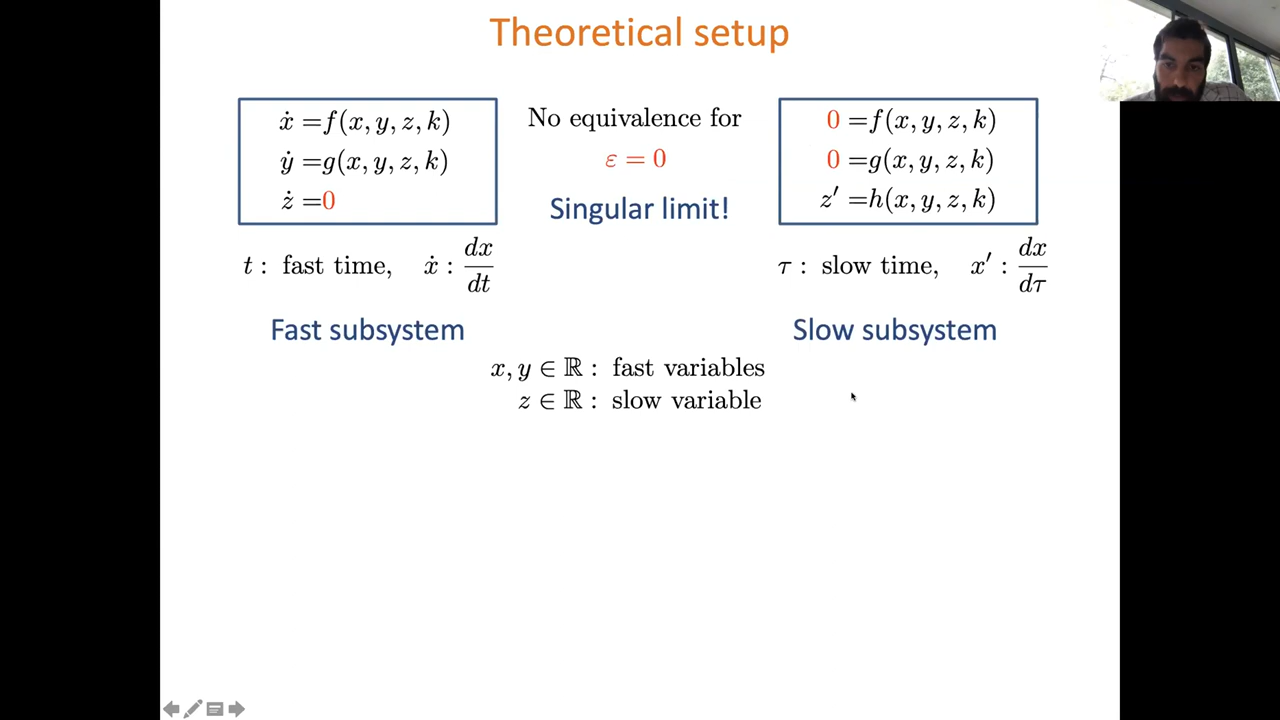 Theoretical setup
ẋ =f(x, y, z, k)
ẏ =g(x, y, z, k)
ż =0
No equivalence for
ε = 0
Singular limit!
0 =f(x, y, z, k)
0 =g(x, y, z, k)
z′ =h(x, y, z, k)
t : fast time, ẋ : dx/dt
τ : slow time, x′ : dx/dτ
Fast subsystem
Slow subsystem
x, y ∈ ℝ : fast variables
z ∈ ℝ : slow variable